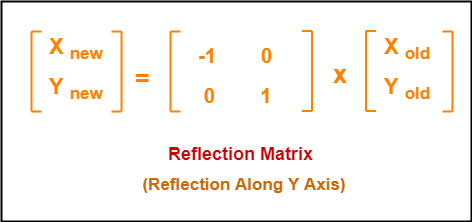 X new = -1 0 x X old
Y new 0 1 Y old
Reflection Matrix
(Reflection Along Y Axis)